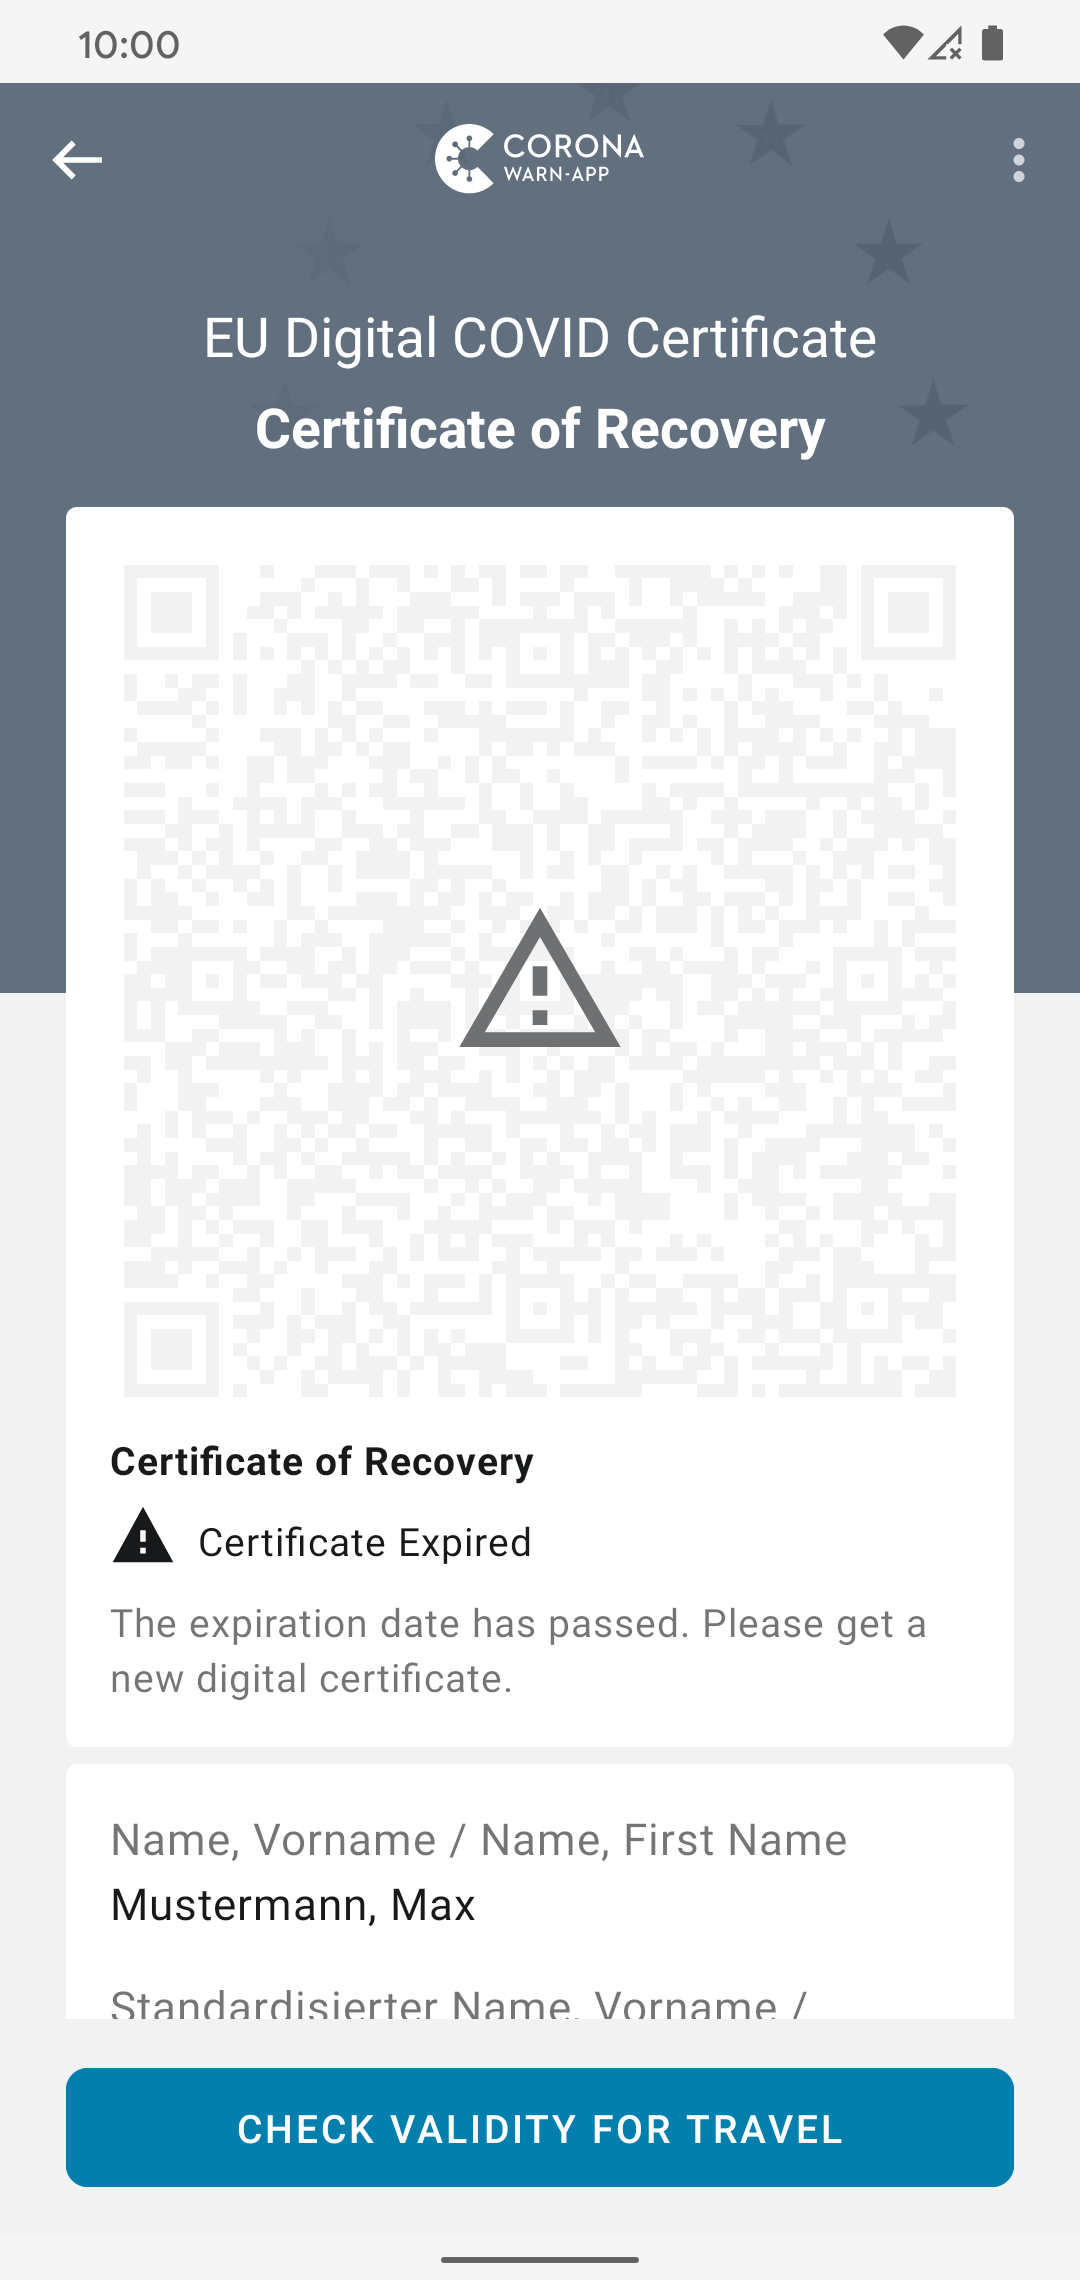 10:00
CORONA
WARN-APP
EU Digital COVID Certificate
Certificate of Recovery
Certificate of Recovery
Certificate Expired
The expiration date has passed. Please get a
new digital certificate.
Name, Vorname / Name, First Name
Mustermann, Max
Standardisierter Name, Vorname /
CHECK VALIDITY FOR TRAVEL